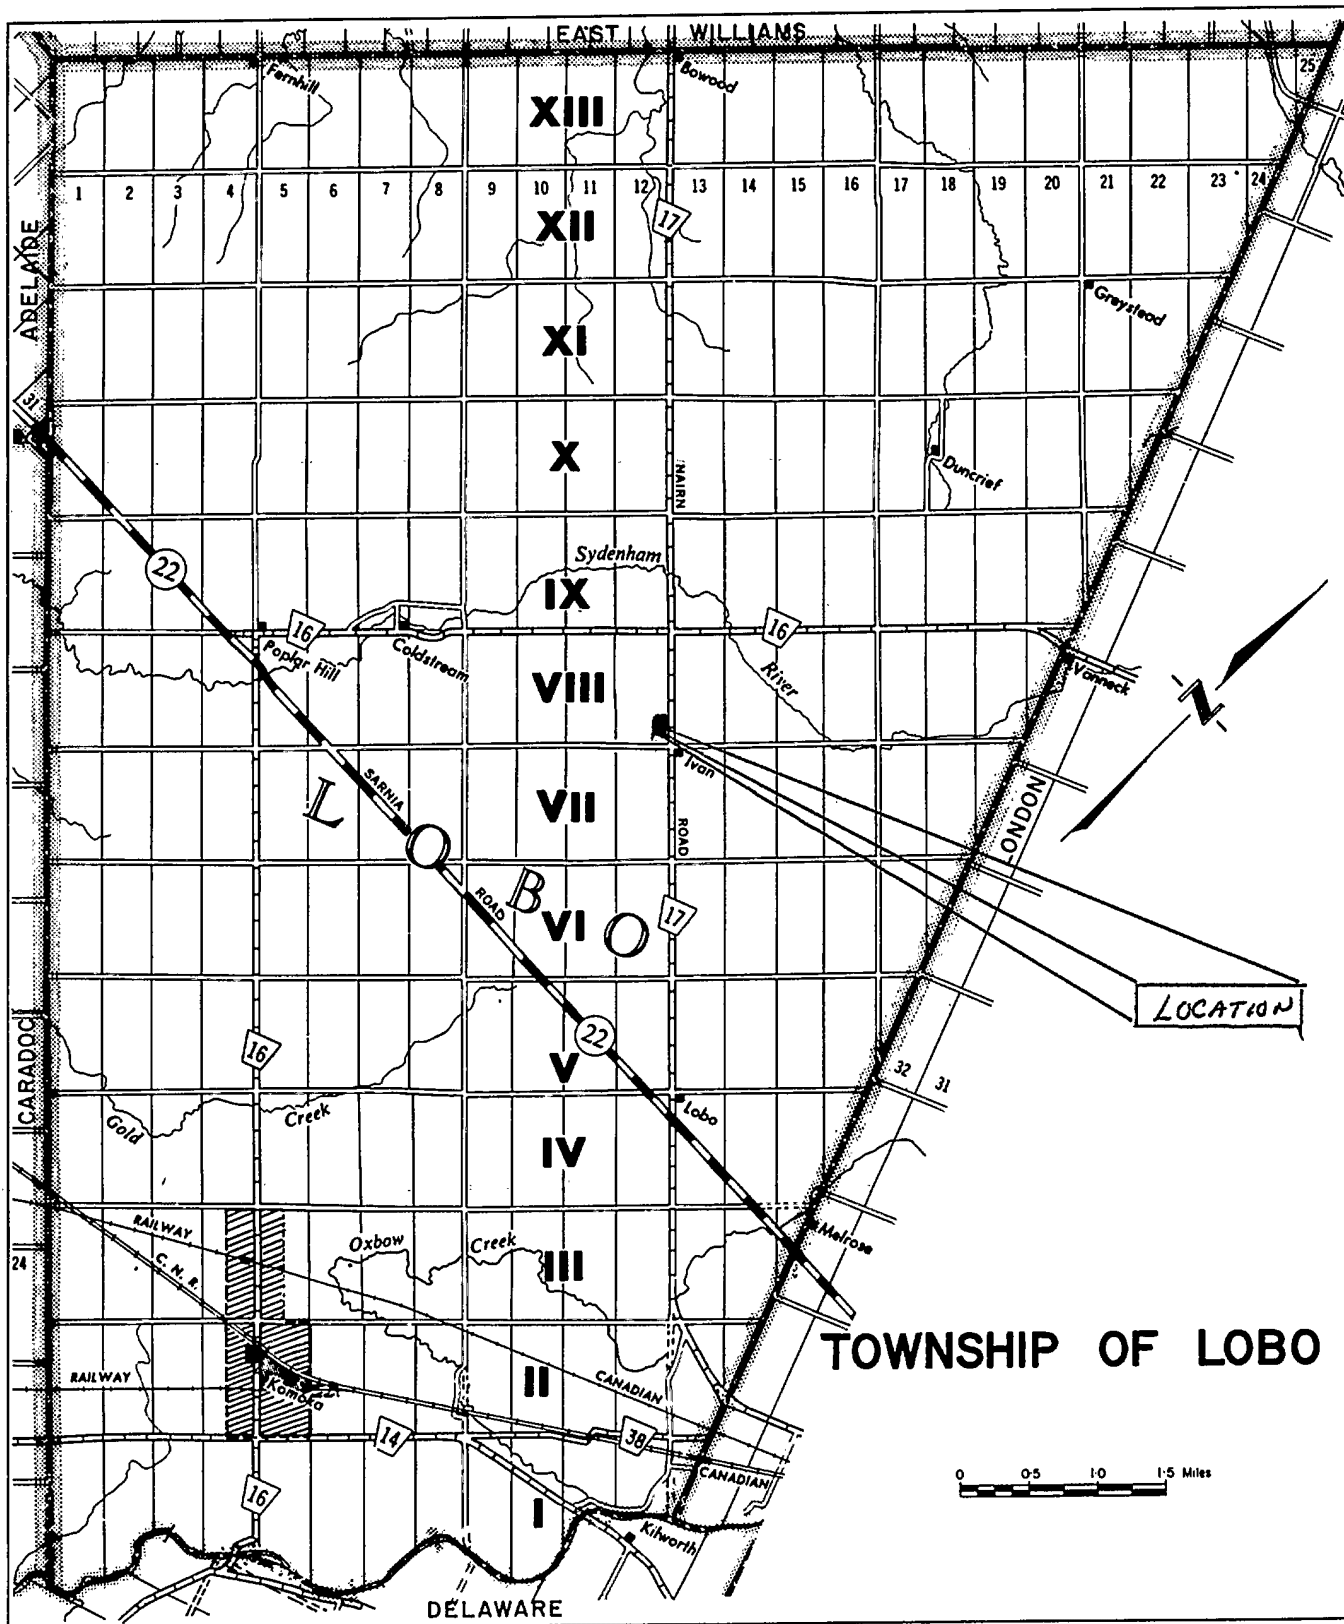 EAST WILLIAMS
Fernhill
Bowood
25
XIII
1 2 3 4 5 6 7 8 9 10 11 12 13 14 15 16 17 18 19 20 21 22 23 24
XII
17
ADELAIDE
Greystead
XI
31
X
NAIRN
Duncrief
22
Sydenham
IX
16
16
Poplar Hill
Coldstream
River
Vanneck
VIII
N
Ivan
SARNIA
L O B O
VII
ROAD
LONDON
ROAD
VI
17
LOCATION
CARADOC
16
22
V
32 31
Gold Creek
Lobo
IV
RAILWAY
Oxbow Creek
Melrose
C. N. R.
III
24
TOWNSHIP OF LOBO
RAILWAY
Komoka
II
CANADIAN
14
38
CANADIAN
0 0·5 1·0 1·5 Miles
16
I
Kilworth
DELAWARE